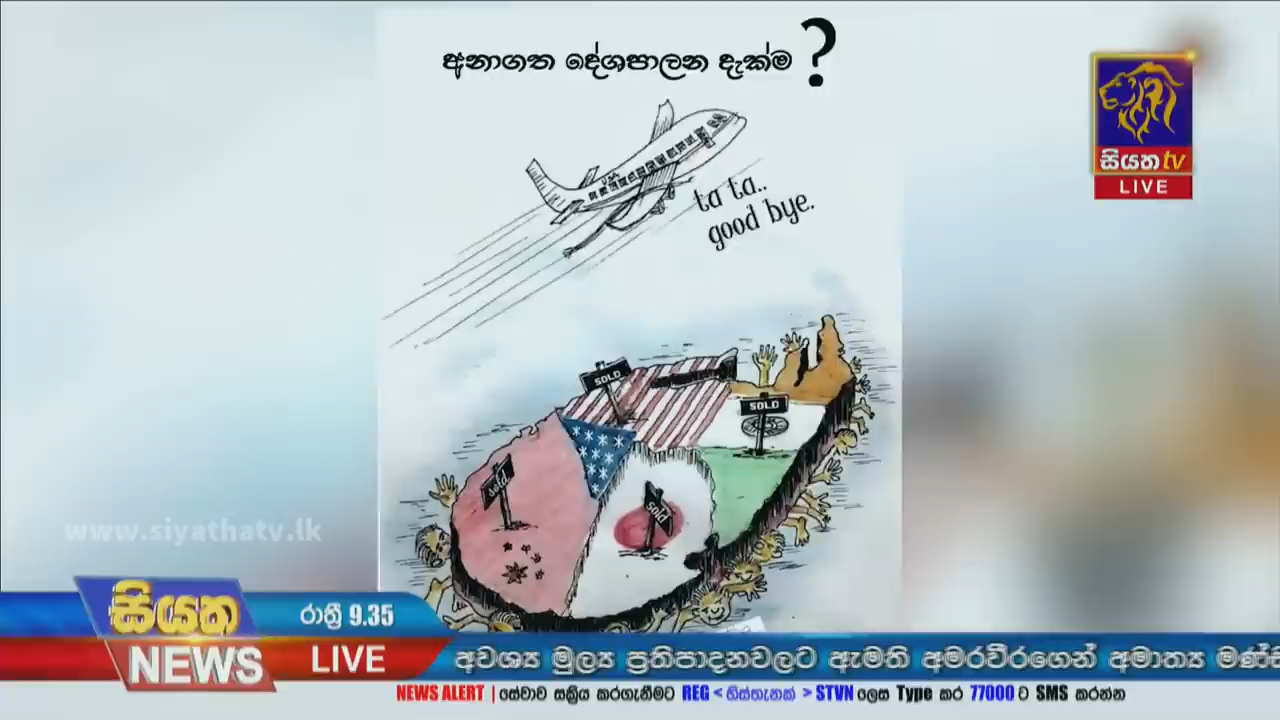 අනාගත දේශපාලන දැක්ම ?
සියත tv
LIVE
ta ta..
good bye.
SOLD
SOLD
sold
sold
www.siyathatv.lk
සියත
NEWS
රාත්‍රී 9.35
LIVE
අවශ්‍ය මූල්‍ය ප්‍රතිපාදනවලට ඇමති අමරවීරගෙන් අමාත්‍ය මණ්ඩ
NEWS ALERT | සේවාව සක්‍රීය කරගැනීමට REG < හිස්තැනක් > STVN ලෙස Type කර 77000 ට SMS කරන්න